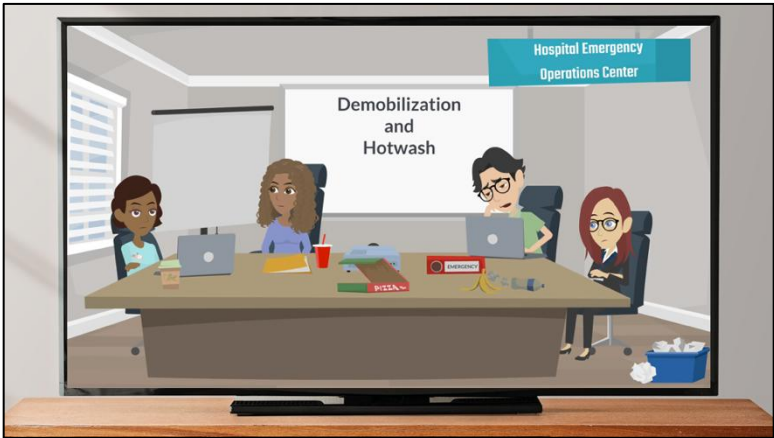 Hospital Emergency
Operations Center
Demobilization
and
Hotwash
EMERGENCY
PIZZA